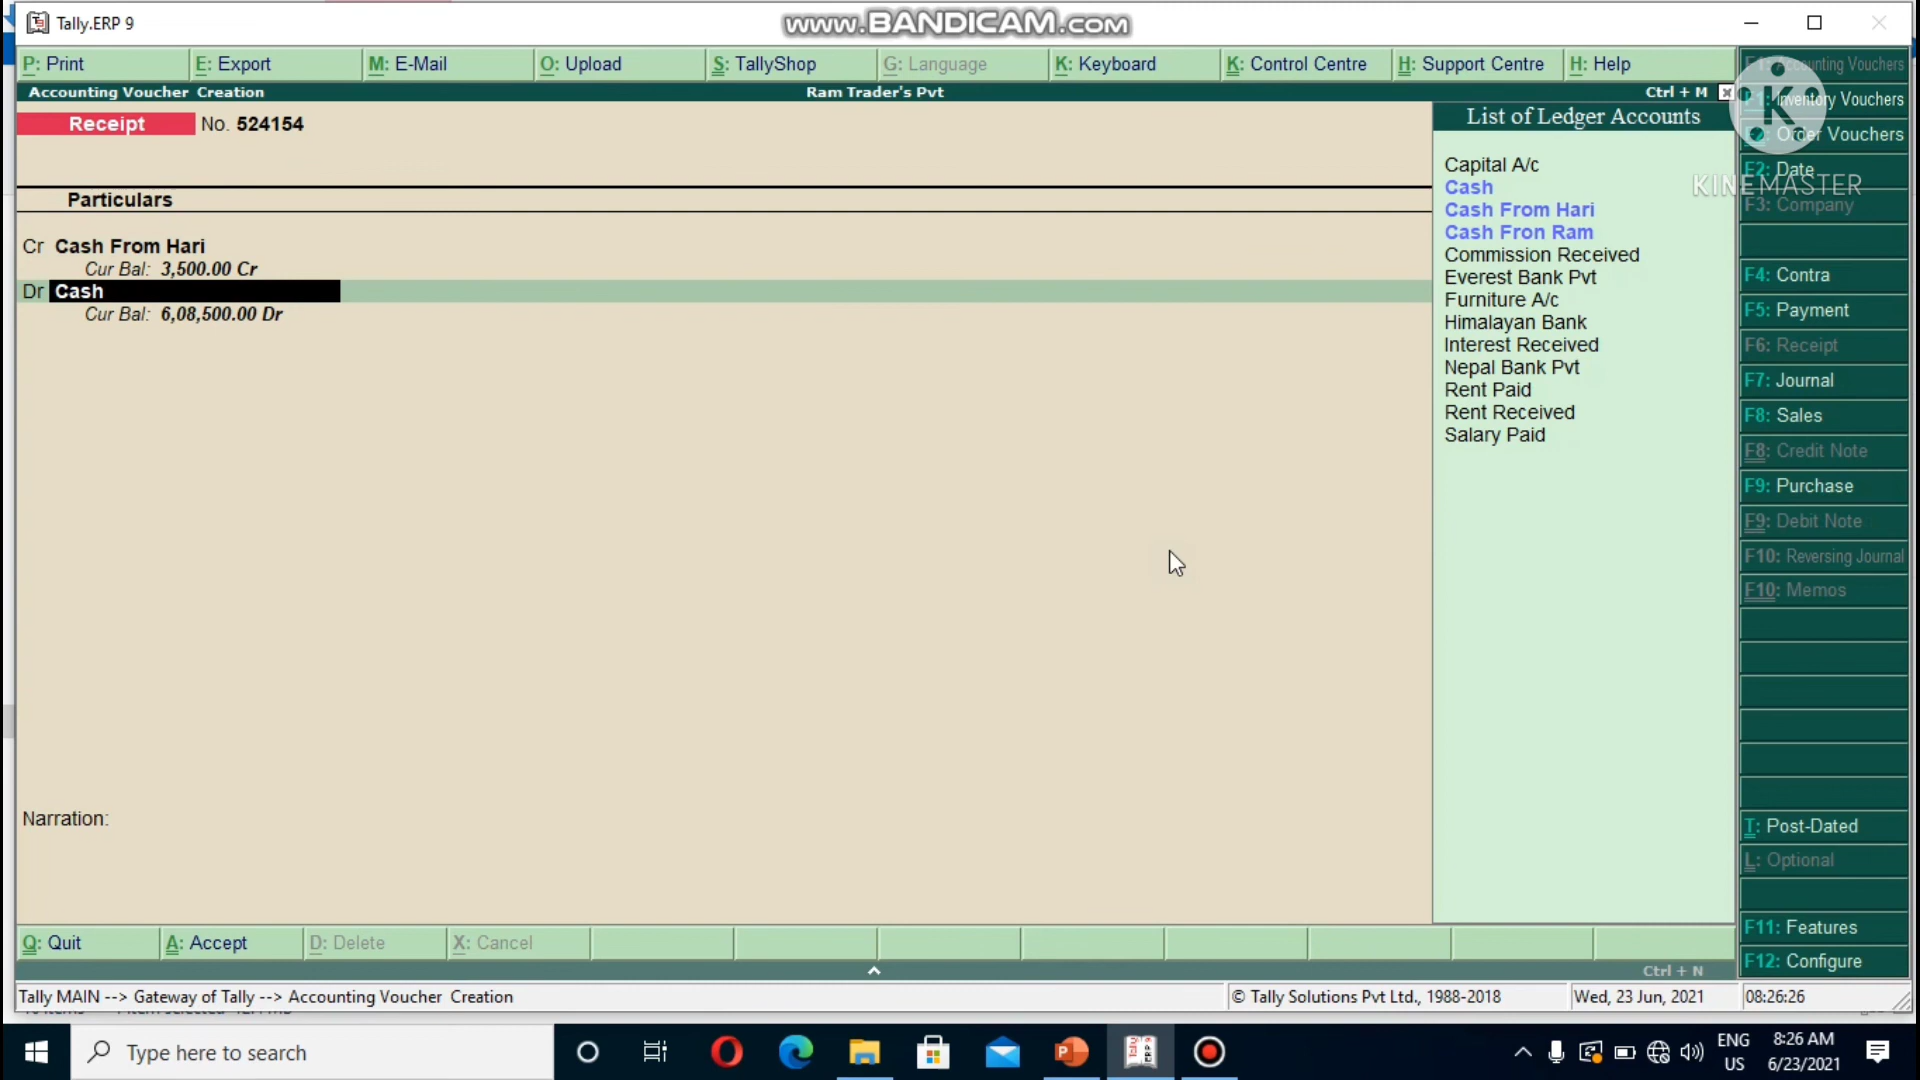 Tally.ERP 9
www.BANDICAM.com
P: Print
E: Export
M: E-Mail
O: Upload
S: TallyShop
G: Language
K: Keyboard
K: Control Centre
H: Support Centre
H: Help
Accounting Voucher Creation
Ram Trader's Pvt
Ctrl + M
Receipt No. 524154
Particulars
Cr Cash From Hari
Cur Bal: 3,500.00 Cr
Dr Cash
Cur Bal: 6,08,500.00 Dr
Narration:
List of Ledger Accounts
Capital A/c
Cash
Cash From Hari
Cash Fron Ram
Commission Received
Everest Bank Pvt
Furniture A/c
Himalayan Bank
Interest Received
Nepal Bank Pvt
Rent Paid
Rent Received
Salary Paid
F1: Accounting Vouchers
F1: Inventory Vouchers
Order Vouchers
F2: Date
KINEMASTER
F3: Company
F4: Contra
F5: Payment
F6: Receipt
F7: Journal
F8: Sales
F8: Credit Note
F9: Purchase
F9: Debit Note
F10: Reversing Journal
F10: Memos
T: Post-Dated
L: Optional
F11: Features
F12: Configure
Q: Quit
A: Accept
D: Delete
X: Cancel
Ctrl + N
Tally MAIN --> Gateway of Tally --> Accounting Voucher Creation
© Tally Solutions Pvt Ltd., 1988-2018
Wed, 23 Jun, 2021
08:26:26
Type here to search
ENG
US
8:26 AM
6/23/2021